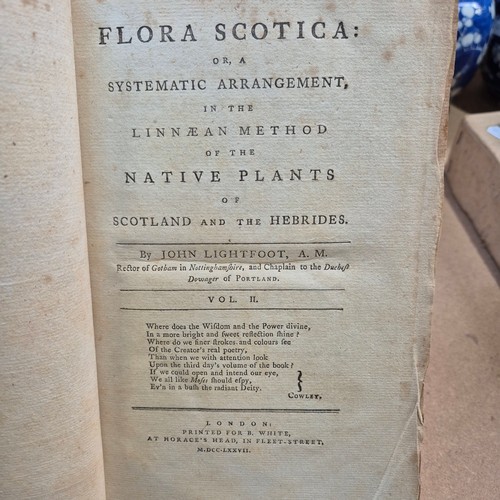 FLORA SCOTICA:
OR, A
SYSTEMATIC ARRANGEMENT,
IN THE
LINNÆAN METHOD
OF THE
NATIVE PLANTS
OF
SCOTLAND AND THE HEBRIDES.
By JOHN LIGHTFOOT, A. M.
Rector of Gotham in Nottinghamſhire, and Chaplain to the Ducheſs
Dowager of PORTLAND.
VOL. II.
Where does the Wiſdom and the Power divine,
In a more bright and ſweet reflection ſhine?
Where do we finer ſtrokes and colours ſee
Of the Creator's real poetry,
Than when we with attention look
Upon the third day's volume of the book?
If we could open and intend our eye,
We all like Moſes ſhould eſpy,
Ev'n in a buſh the radiant Deity.
COWLEY,
LONDON:
PRINTED FOR B. WHITE,
AT HORACE'S HEAD, IN FLEET-STREET,
M.DCC.LXXVII.